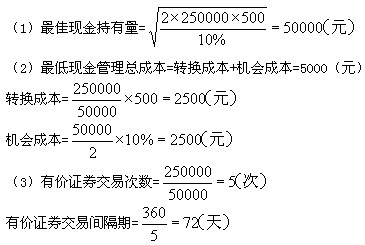 （1）最佳现金持有量=√(2×250000×500/10%)=50000(元)
（2）最低现金管理总成本=转换成本+机会成本=5000（元）
转换成本=250000/50000×500=2500(元)
机会成本=50000/2×10%=2500(元)
（3）有价证券交易次数=250000/50000=5(次)
有价证券交易间隔期=360/5=72(天)